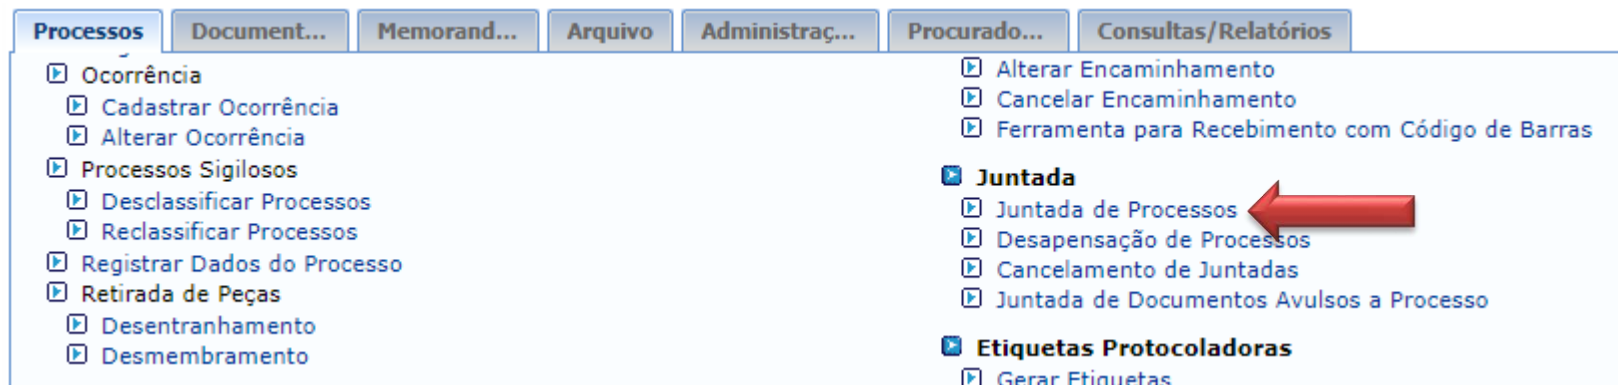 Processos Document... Memorand... Arquivo Administraç... Procurado... Consultas/Relatórios
Ocorrência
Cadastrar Ocorrência
Alterar Ocorrência
Processos Sigilosos
Desclassificar Processos
Reclassificar Processos
Registrar Dados do Processo
Retirada de Peças
Desentranhamento
Desmembramento
Alterar Encaminhamento
Cancelar Encaminhamento
Ferramenta para Recebimento com Código de Barras
Juntada
Juntada de Processos
Desapensação de Processos
Cancelamento de Juntadas
Juntada de Documentos Avulsos a Processo
Etiquetas Protocoladoras
Gerar Etiquetas